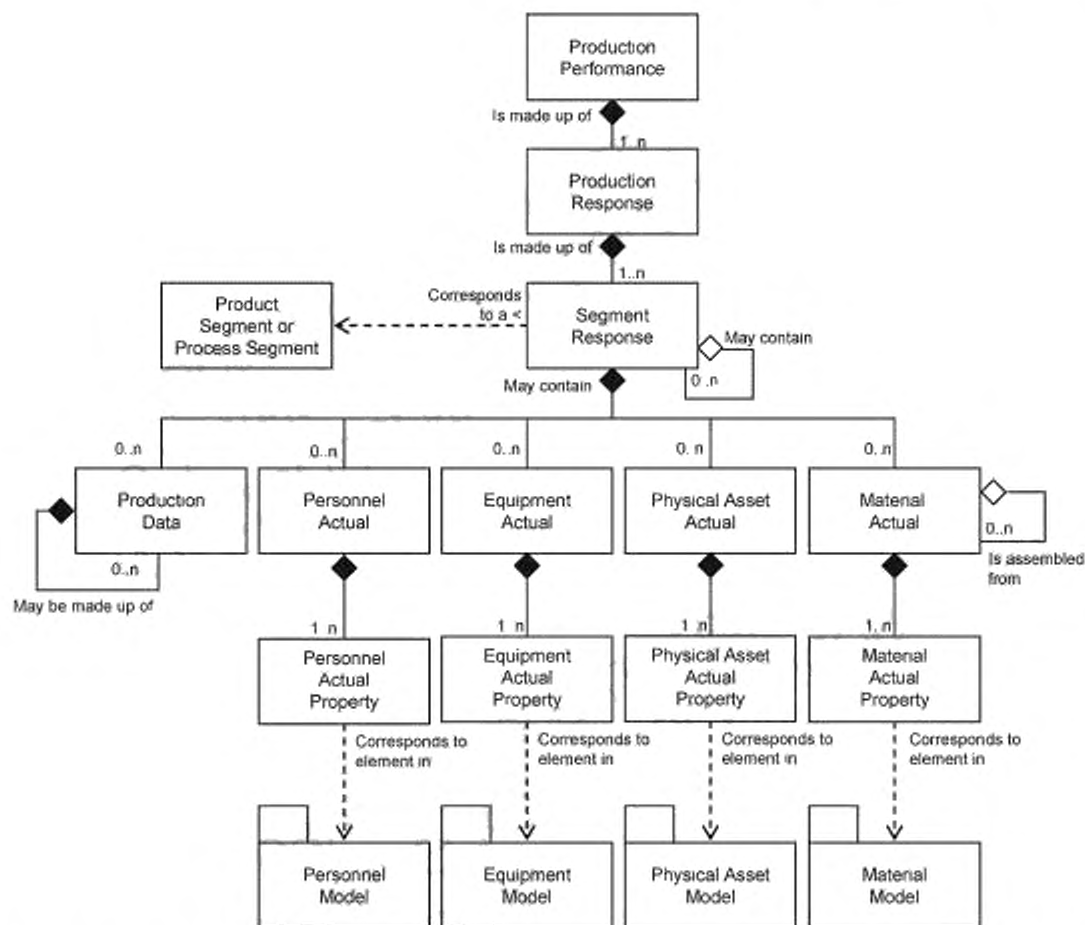 Production
Performance
Is made up of
1..n
Production
Response
Is made up of
1..n
Product
Segment or
Process Segment
Corresponds
to a <
Segment
Response
May contain
0..n
May contain
0..n
0..n
0..n
0..n
0..n
Production
Data
Personnel
Actual
Equipment
Actual
Physical Asset
Actual
Material
Actual
0..n
0..n
Is assembled
from
May be made up of
1..n
1..n
1..n
1..n
Personnel
Actual
Property
Equipment
Actual
Property
Physical Asset
Actual
Property
Material
Actual
Property
Corresponds to
element in
Corresponds to
element in
Corresponds to
element in
Corresponds to
element in
Personnel
Model
Equipment
Model
Physical Asset
Model
Material
Model